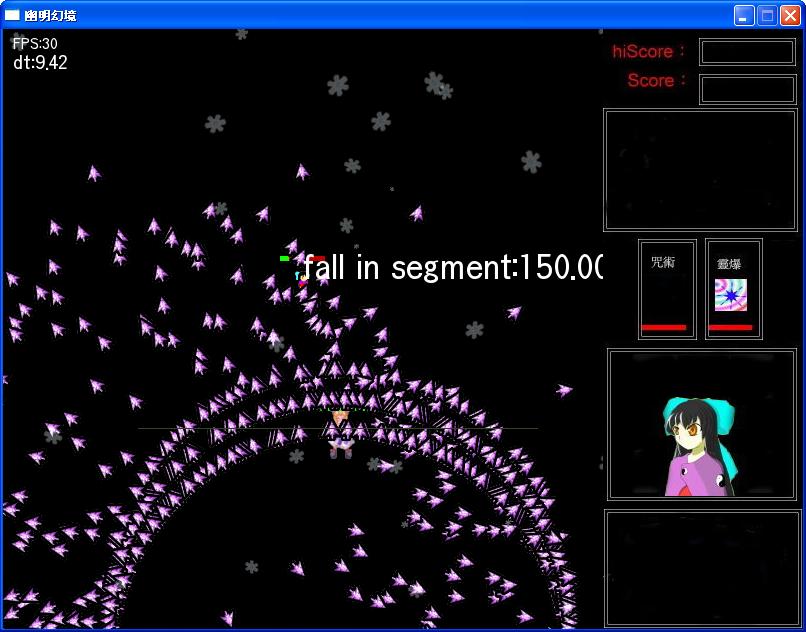 幽明幻境
FPS:30
dt:9.42
hiScore：
Score：
咒術
靈爆
fall in segment:150.00